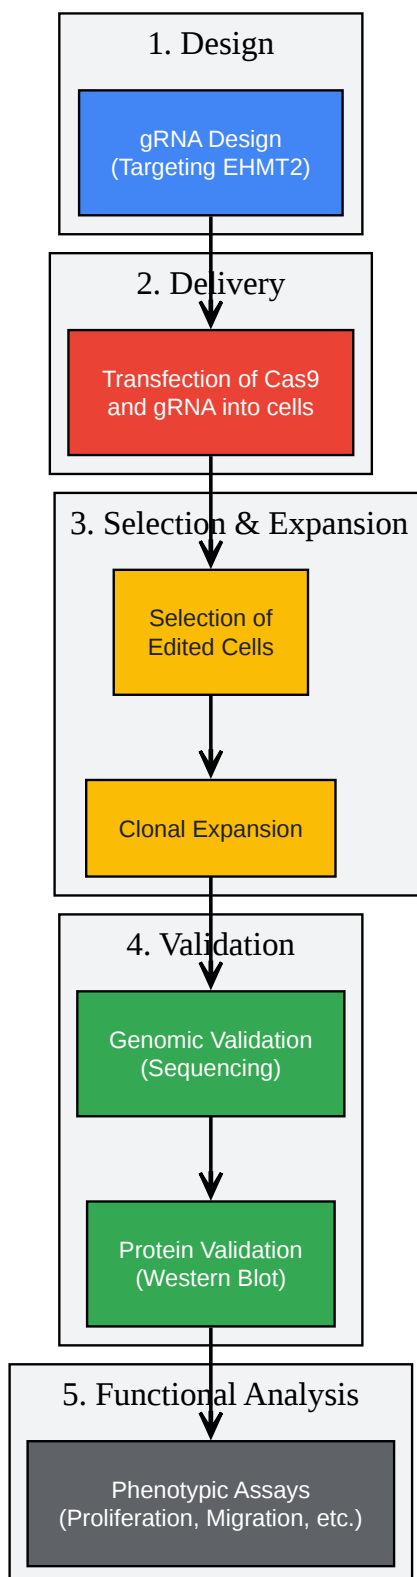 1. Design
gRNA Design
(Targeting EHMT2)
2. Delivery
Transfection of Cas9
and gRNA into cells
3. Selection & Expansion
Selection of
Edited Cells
Clonal Expansion
4. Validation
Genomic Validation
(Sequencing)
Protein Validation
(Western Blot)
5. Functional Analysis
Phenotypic Assays
(Proliferation, Migration, etc.)